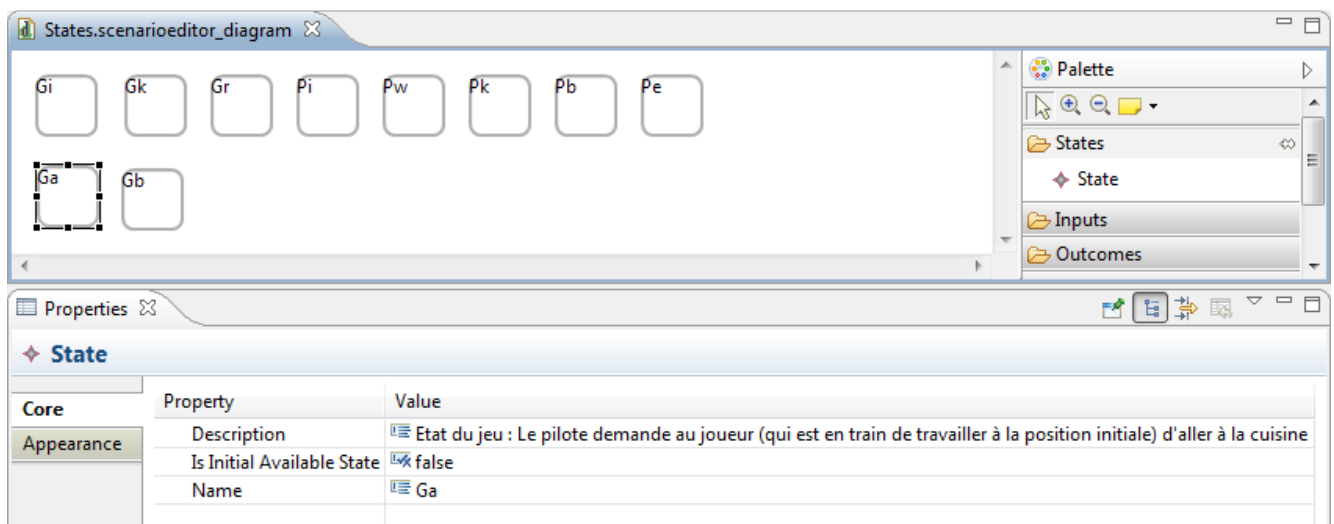 States.scenarioeditor_diagram
Gi Gk Gr Pi Pw Pk Pb Pe
Ga Gb
Palette
States
State
Inputs
Outcomes
Properties
State
Core
Appearance
Property Value
Description Etat du jeu : Le pilote demande au joueur (qui est en train de travailler à la position initiale) d'aller à la cuisine
Is Initial Available State false
Name Ga